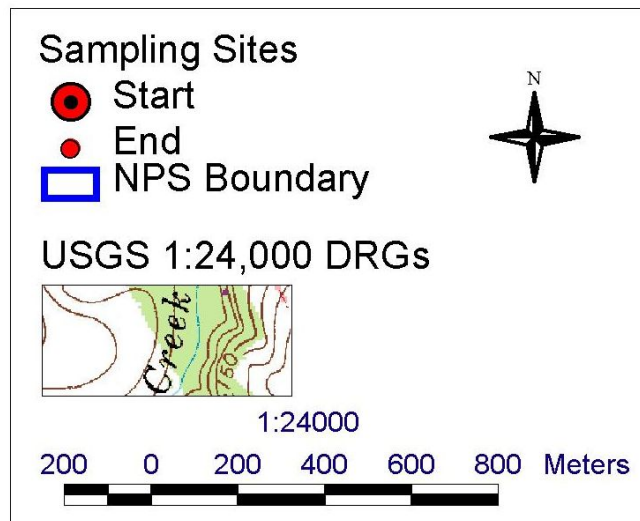 Sampling Sites
N
Start
End
NPS Boundary
USGS 1:24,000 DRGs
Creek
750
1:24000
200 0 200 400 600 800 Meters